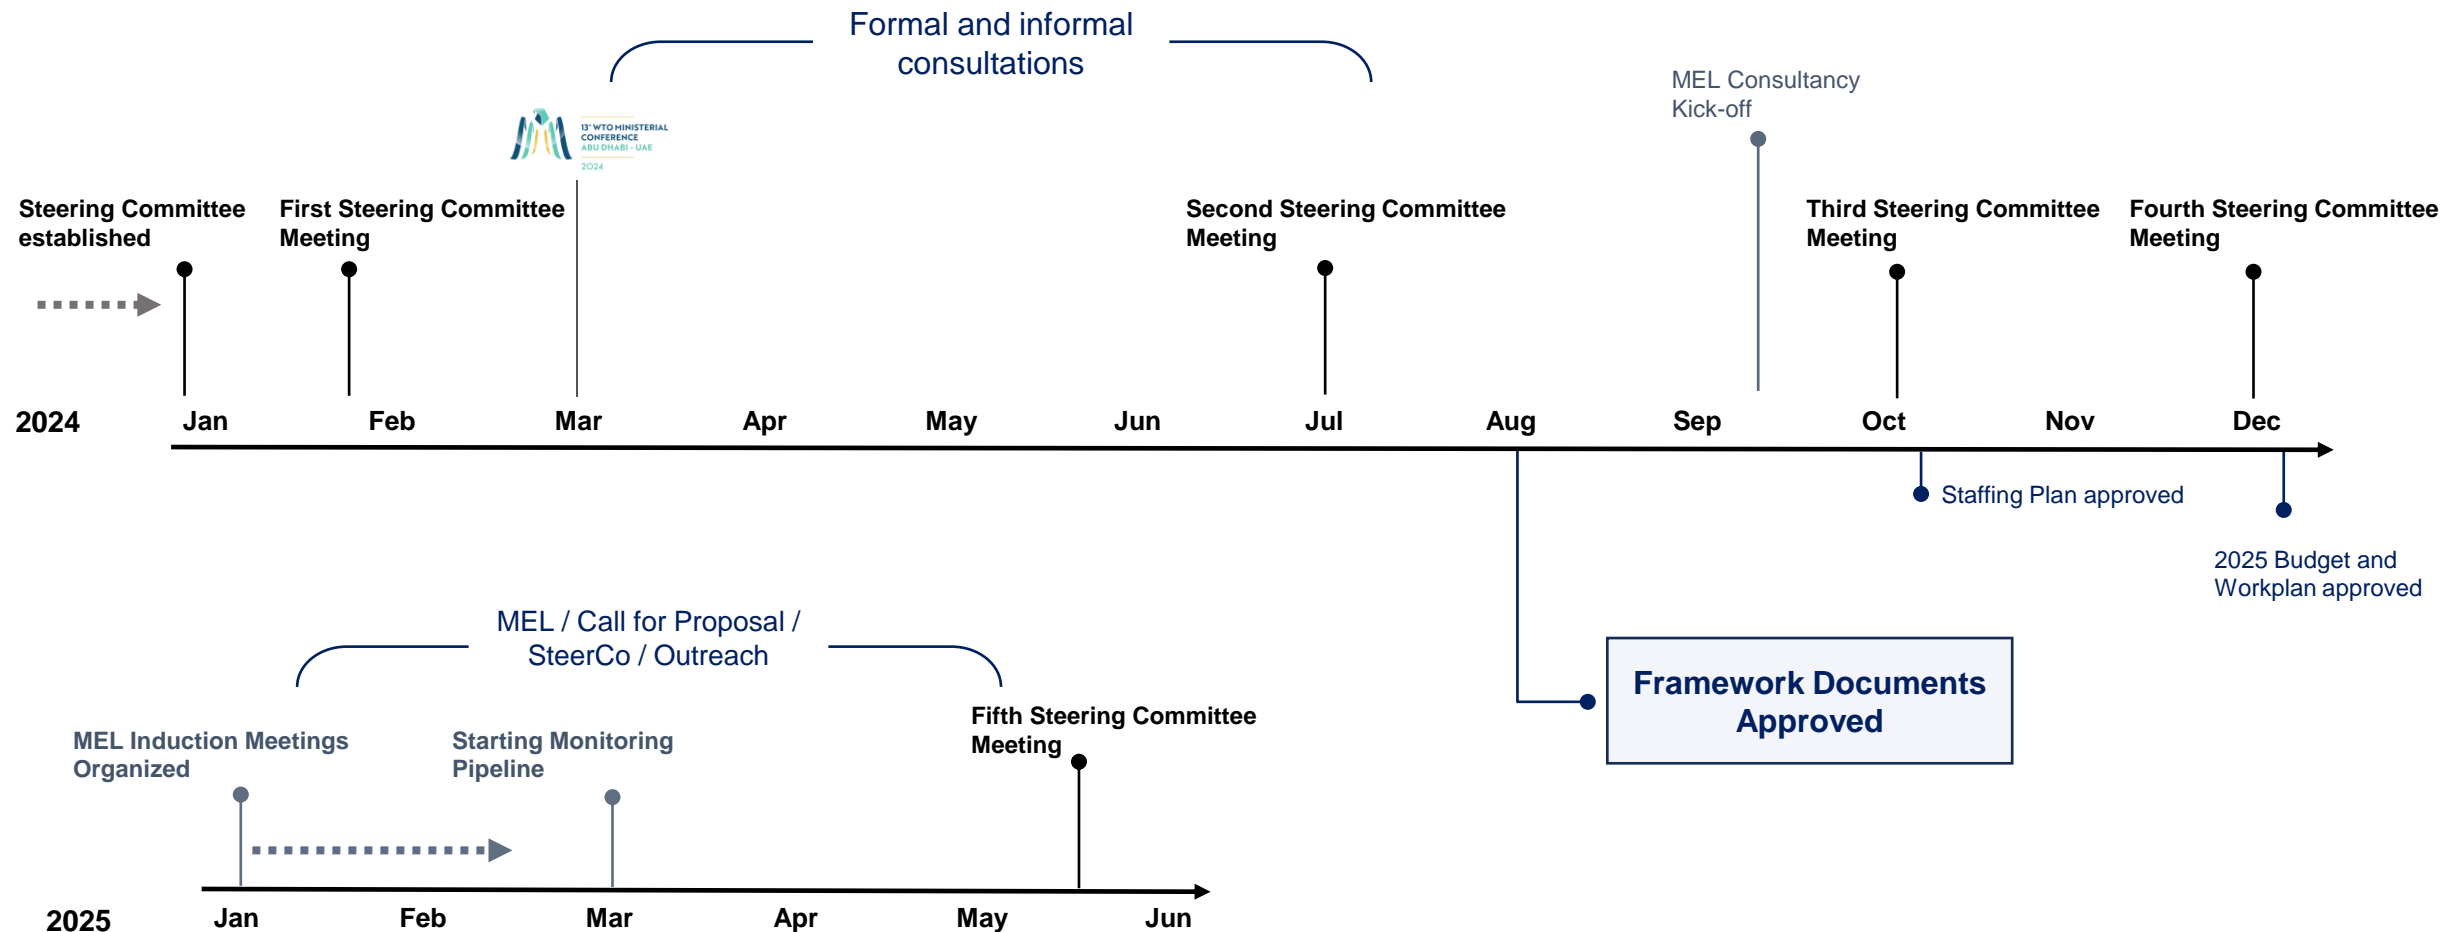 Formal and informal
consultations
MEL Consultancy
Kick-off
13ᵗʰ WTO MINISTERIAL
CONFERENCE
ABU DHABI - UAE
2024
Steering Committee
established
First Steering Committee
Meeting
Second Steering Committee
Meeting
Third Steering Committee
Meeting
Fourth Steering Committee
Meeting
2024 Jan Feb Mar Apr May Jun Jul Aug Sep Oct Nov Dec
Staffing Plan approved
2025 Budget and
Workplan approved
MEL / Call for Proposal /
SteerCo / Outreach
Framework Documents
Approved
MEL Induction Meetings
Organized
Starting Monitoring
Pipeline
Fifth Steering Committee
Meeting
2025 Jan Feb Mar Apr May Jun